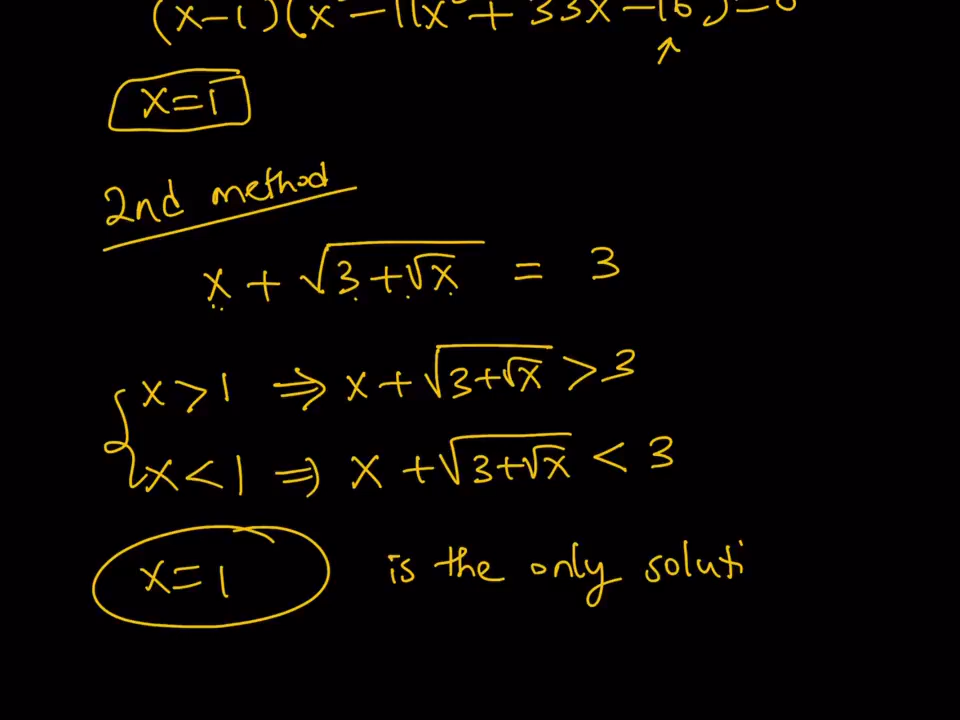 (x-1)(x³-11x²+33x-16)=0
x=1
2nd method
x+√(3+√x) = 3
x>1 ⇒ x+√(3+√x) >3
x<1 ⇒ x+√(3+√x) < 3
x=1 is the only soluti